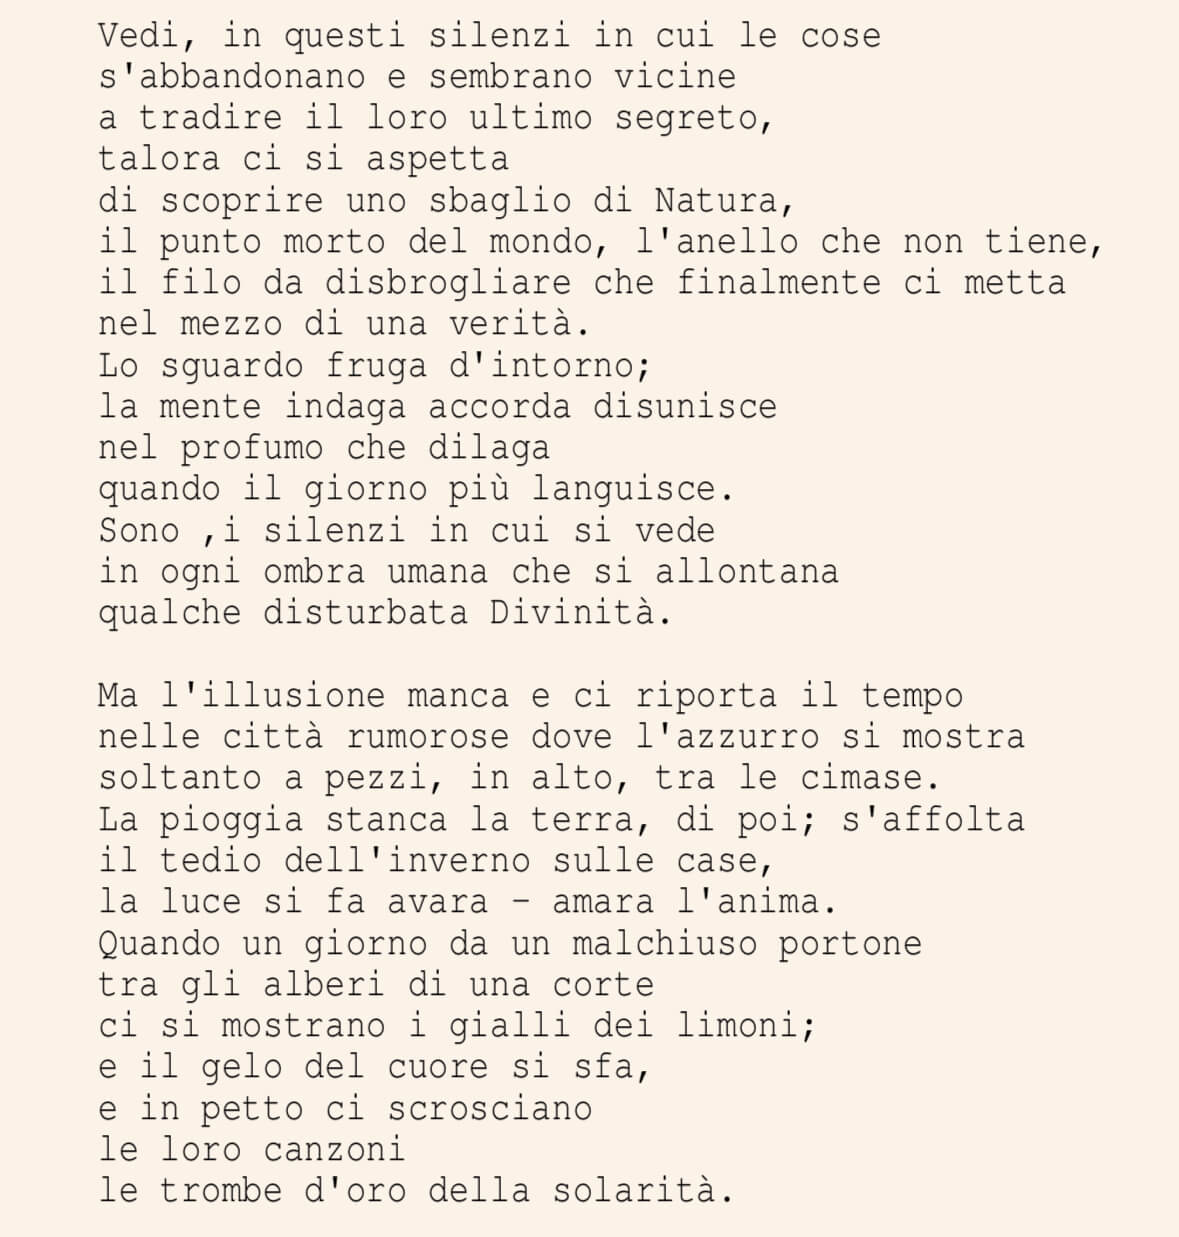 Vedi, in questi silenzi in cui le cose
s'abbandonano e sembrano vicine
a tradire il loro ultimo segreto,
talora ci si aspetta
di scoprire uno sbaglio di Natura,
il punto morto del mondo, l'anello che non tiene,
il filo da disbrogliare che finalmente ci metta
nel mezzo di una verità.
Lo sguardo fruga d'intorno;
la mente indaga accorda disunisce
nel profumo che dilaga
quando il giorno più languisce.
Sono ,i silenzi in cui si vede
in ogni ombra umana che si allontana
qualche disturbata Divinità.

Ma l'illusione manca e ci riporta il tempo
nelle città rumorose dove l'azzurro si mostra
soltanto a pezzi, in alto, tra le cimase.
La pioggia stanca la terra, di poi; s'affolta
il tedio dell'inverno sulle case,
la luce si fa avara – amara l'anima.
Quando un giorno da un malchiuso portone
tra gli alberi di una corte
ci si mostrano i gialli dei limoni;
e il gelo del cuore si sfa,
e in petto ci scrosciano
le loro canzoni
le trombe d'oro della solarità.